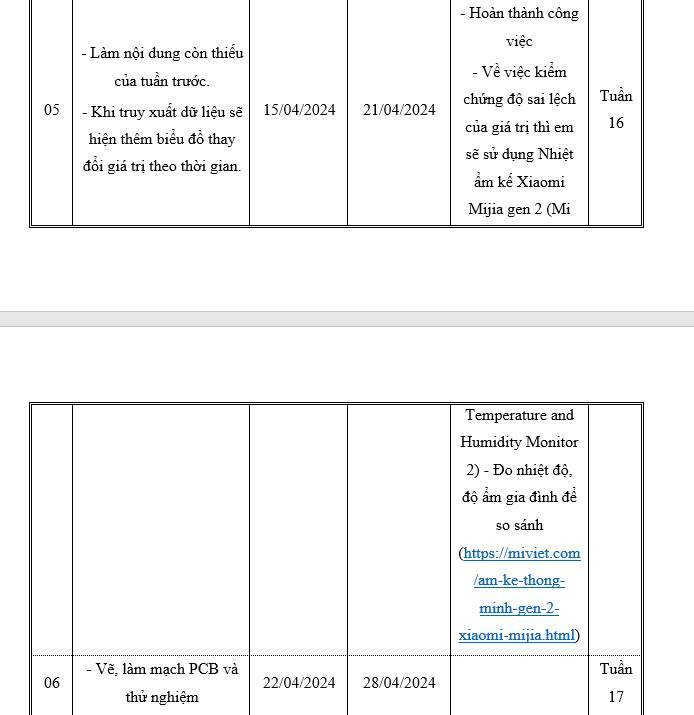 05
- Làm nội dung còn thiếu
của tuần trước.
- Khi truy xuất dữ liệu sẽ
hiện thêm biểu đồ thay
đổi giá trị theo thời gian.
15/04/2024
21/04/2024
- Hoàn thành công
việc
- Về việc kiểm
chứng độ sai lệch
của giá trị thì em
sẽ sử dụng Nhiệt
ẩm kế Xiaomi
Mijia gen 2 (Mi
Tuần
16
Temperature and
Humidity Monitor
2) - Đo nhiệt độ,
độ ẩm gia đình để
so sánh
(https://miviet.com
/am-ke-thong-
minh-gen-2-
xiaomi-mijia.html)
06
- Vẽ, làm mạch PCB và
thử nghiệm
22/04/2024
28/04/2024
Tuần
17